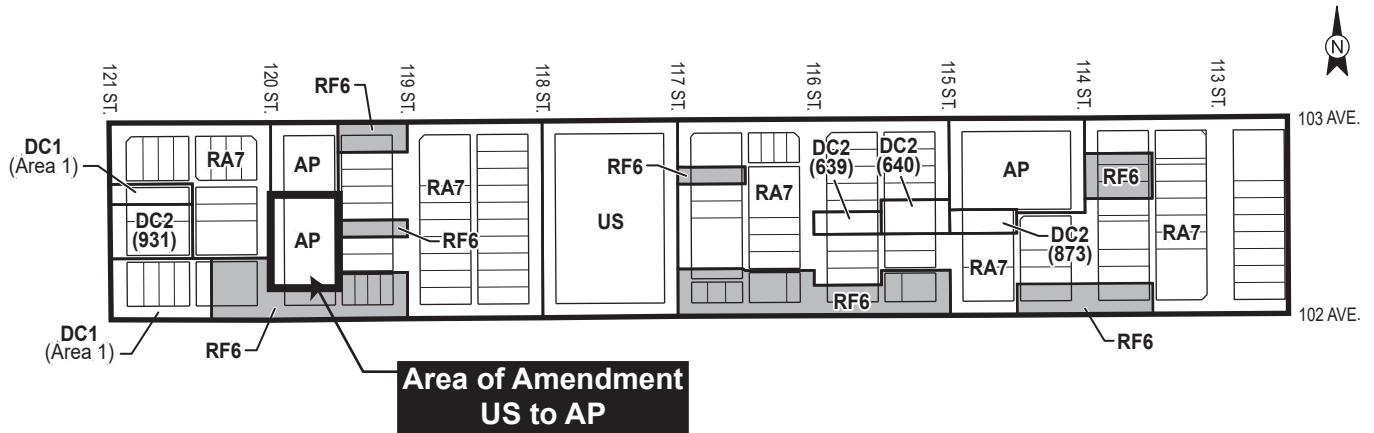 N
121 ST.
120 ST.
119 ST.
118 ST.
117 ST.
116 ST.
115 ST.
114 ST.
113 ST.
103 AVE.
RF6
DC1
(Area 1)
RA7
AP
DC2
(931)
AP
RF6
RA7
US
RF6
RA7
DC2
(639)
DC2
(640)
AP
RF6
DC2
(873)
RA7
RA7
RF6
102 AVE.
DC1
(Area 1)
RF6
RF6
Area of Amendment
US to AP